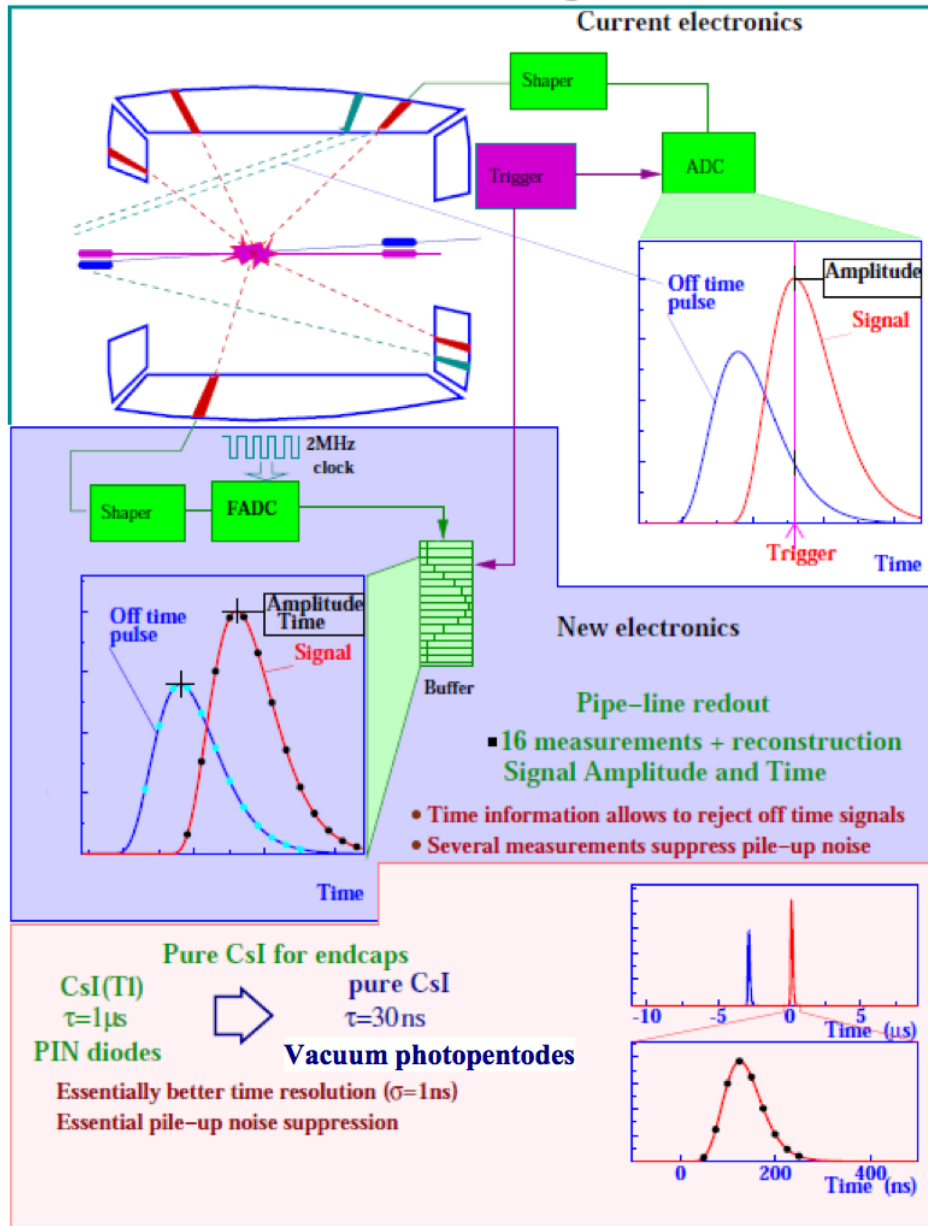 Current electronics
Shaper
Trigger
ADC
Off time
pulse
Amplitude
Signal
Trigger
Time
2MHz
clock
Shaper
FADC
Off time
pulse
Amplitude
Time
Signal
Time
Buffer
New electronics
Pipe-line redout
16 measurements + reconstruction
Signal Amplitude and Time
• Time information allows to reject off time signals
• Several measurements suppress pile-up noise
Pure CsI for endcaps
CsI(Tl)
τ=1μs
PIN diodes
pure CsI
τ=30ns
Vacuum photopentodes
Essentially better time resolution (σ=1ns)
Essential pile-up noise suppression
-10 -5 0 5
Time (μs)
0 200 400
Time (ns)